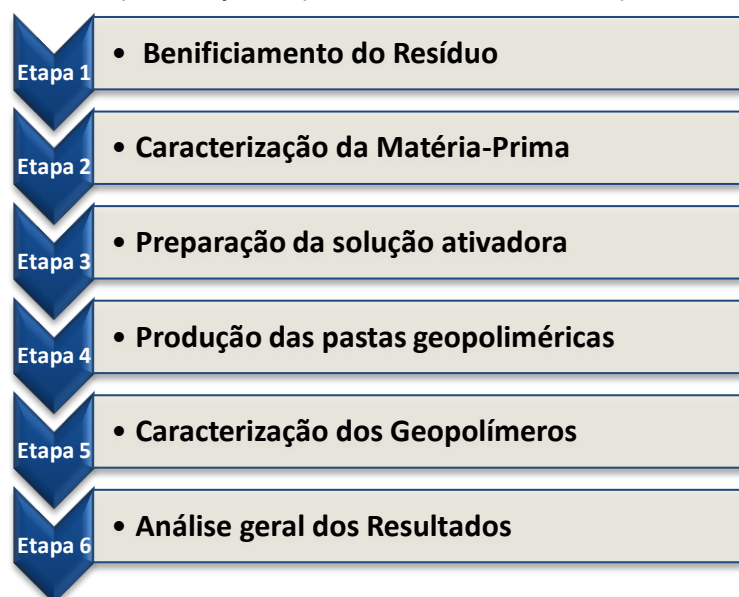 Etapa 1
• Benificiamento do Resíduo
Etapa 2
• Caracterização da Matéria-Prima
Etapa 3
• Preparação da solução ativadora
Etapa 4
• Produção das pastas geopoliméricas
Etapa 5
• Caracterização dos Geopolímeros
Etapa 6
• Análise geral dos Resultados